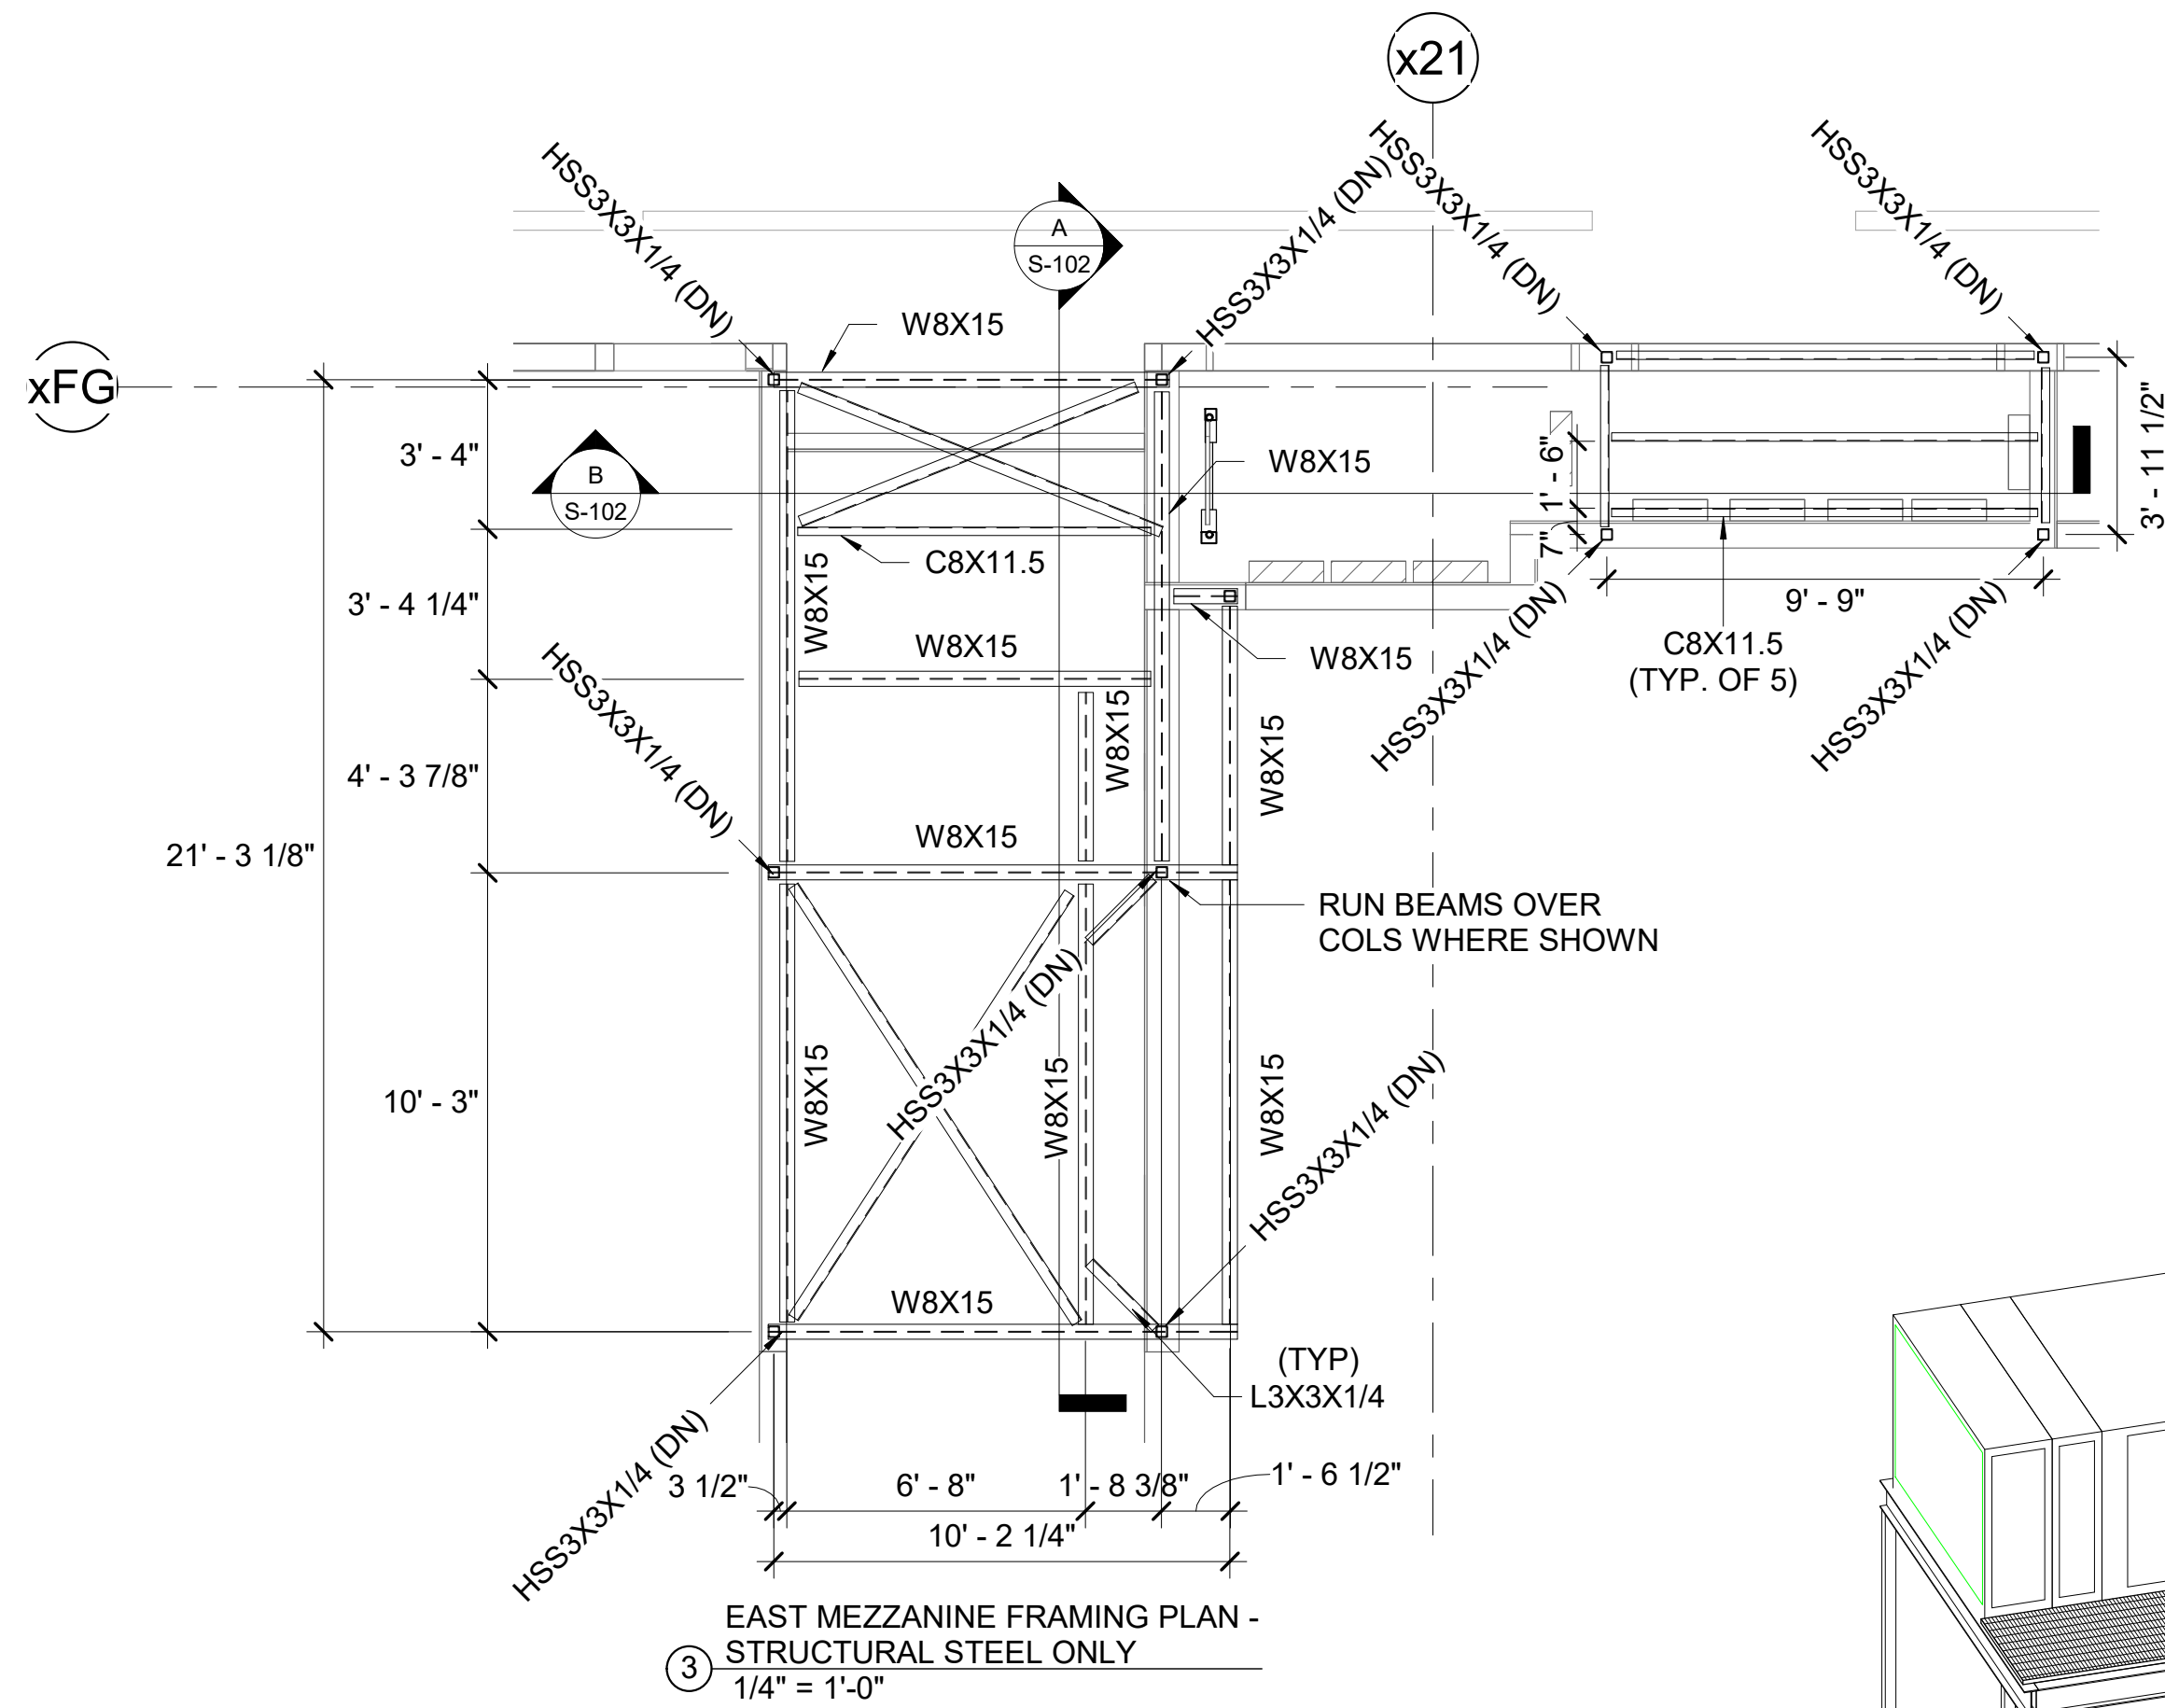 x21
HSS3X3X1/4 (DN)
HSS3X3X1/4 (DN)
HSS3X3X1/4 (DN)
HSS3X3X1/4 (DN)
A
S-102
W8X15
xFG
3' - 4"
B
S-102
W8X15
1' - 6"
3' - 11 1/2"
7"
C8X11.5
W8X15
3' - 4 1/4"
9' - 9"
W8X15
W8X15
C8X11.5
(TYP. OF 5)
HSS3X3X1/4 (DN)
HSS3X3X1/4 (DN)
HSS3X3X1/4 (DN)
W8X15
W8X15
4' - 3 7/8"
W8X15
21' - 3 1/8"
RUN BEAMS OVER
COLS WHERE SHOWN
HSS3X3X1/4 (DN)
10' - 3"
W8X15
W8X15
W8X15
HSS3X3X1/4 (DN)
W8X15
(TYP)
L3X3X1/4
HSS3X3X1/4 (DN)
3 1/2"
6' - 8"
1' - 8 3/8"
1' - 6 1/2"
10' - 2 1/4"
EAST MEZZANINE FRAMING PLAN -
STRUCTURAL STEEL ONLY
3
1/4" = 1'-0"